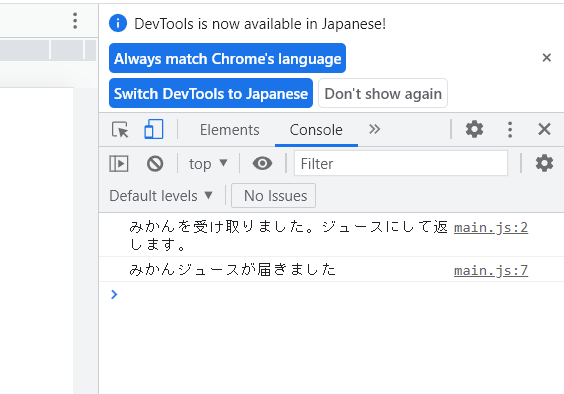 DevTools is now available in Japanese!
Always match Chrome's language
Switch DevTools to Japanese Don't show again
Elements Console
top Filter
Default levels No Issues
みかんを受け取りました。ジュースにして返 main.js:2
します。
みかんジュースが届きました main.js:7